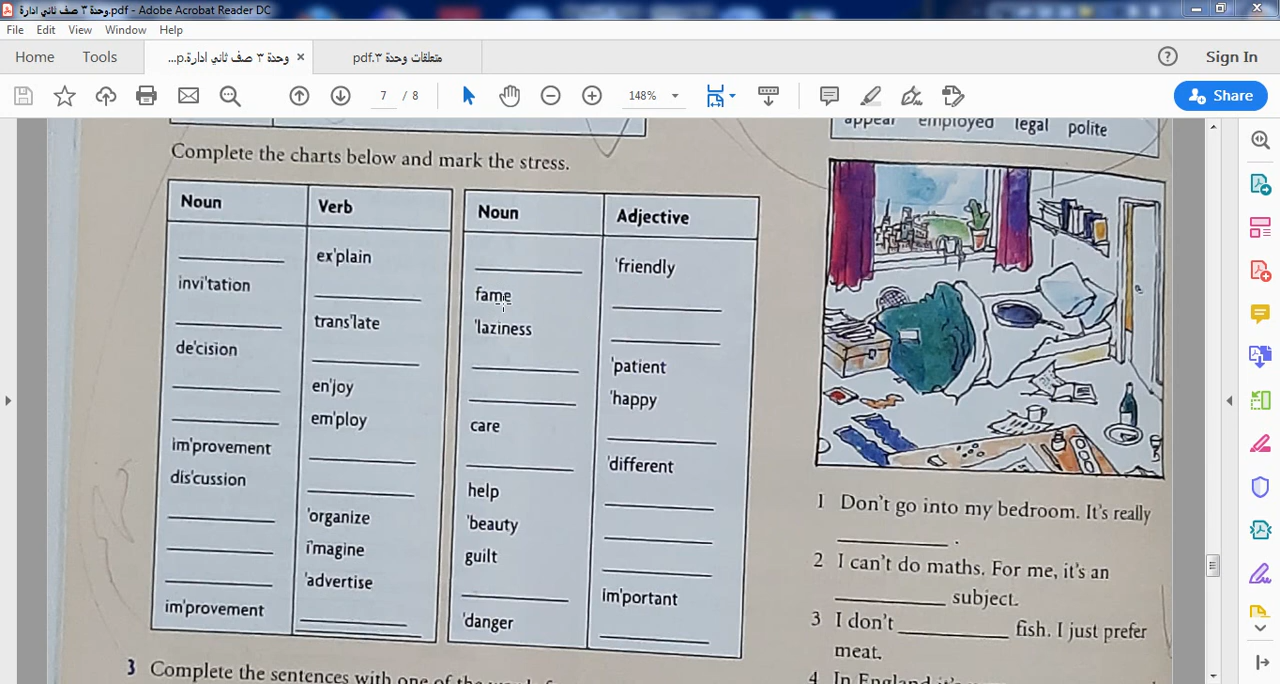 وحدة ٣ صف ثاني ادارة.pdf - Adobe Acrobat Reader DC
File Edit View Window Help
Home Tools وحدة ٣ صف ثاني ادارة.p... متعلقات وحدة ٣.pdf Sign In
7 / 8 148% Share
appear employed legal polite
Complete the charts below and mark the stress.
Noun Verb Noun Adjective
ex'plain 'friendly
invi'tation fame
trans'late 'laziness
de'cision 'patient
en'joy 'happy
em'ploy care
im'provement 'different
dis'cussion help
'organize 'beauty
i'magine guilt
'advertise im'portant
im'provement 'danger
1 Don't go into my bedroom. It's really
.
2 I can't do maths. For me, it's an
subject.
3 I don't fish. I just prefer
meat.
3 Complete the sentences with one of the
4 In England it's